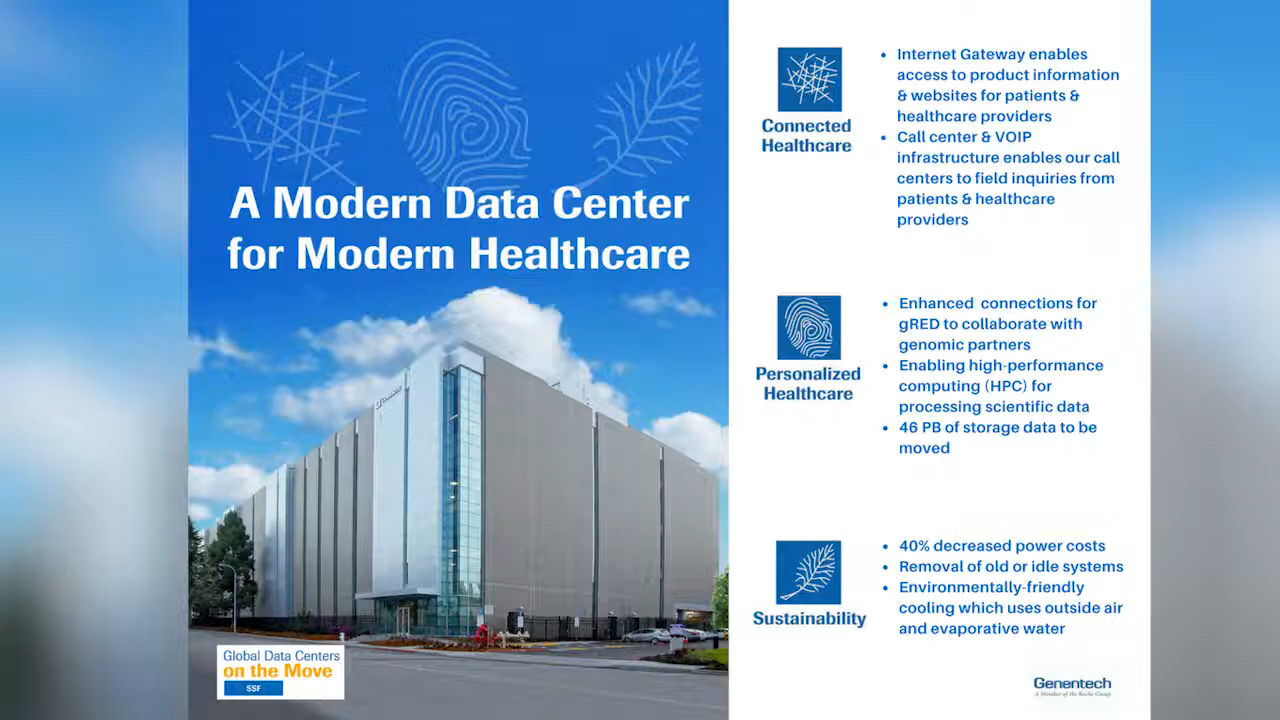 A Modern Data Center
for Modern Healthcare
Global Data Centers
on the Move
SSF
Connected
Healthcare
• Internet Gateway enables
access to product information
& websites for patients &
healthcare providers
• Call center & VOIP
infrastructure enables our call
centers to field inquiries from
patients & healthcare
providers
Personalized
Healthcare
• Enhanced connections for
gRED to collaborate with
genomic partners
• Enabling high-performance
computing (HPC) for
processing scientific data
• 46 PB of storage data to be
moved
Sustainability
• 40% decreased power costs
• Removal of old or idle systems
• Environmentally-friendly
cooling which uses outside air
and evaporative water
Genentech
A Member of the Roche Group